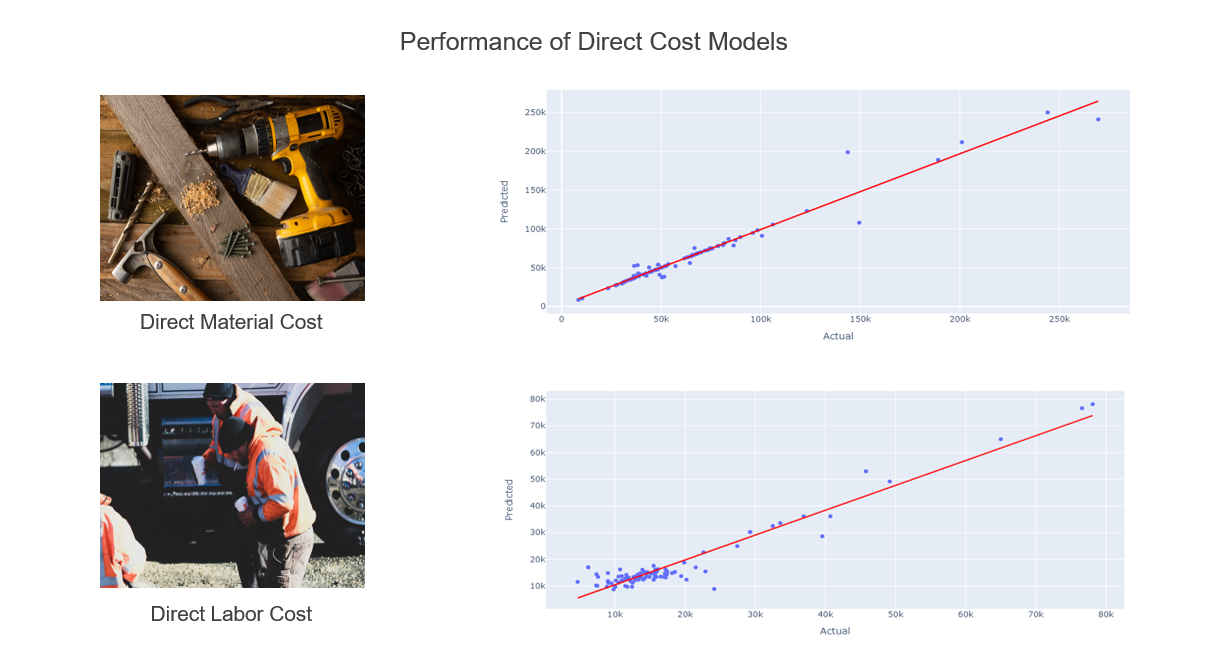 Performance of Direct Cost Models
250k
200k
150k
100k
50k
0
Predicted
0 50k 100k 150k 200k 250k
Actual
Direct Material Cost
80k
70k
60k
50k
40k
30k
20k
10k
Predicted
10k 20k 30k 40k 50k 60k 70k 80k
Actual
Direct Labor Cost